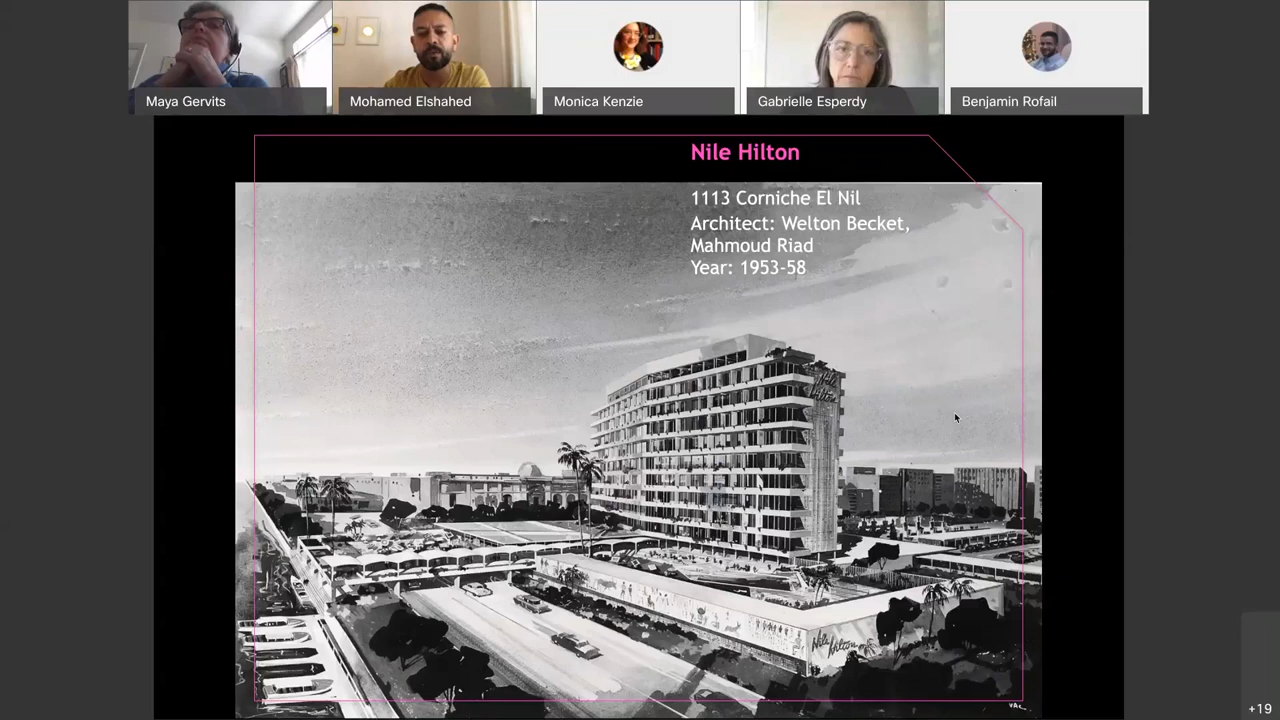 Maya Gervits
Mohamed Elshahed
Monica Kenzie
Gabrielle Esperdy
Benjamin Rofail
Nile Hilton
1113 Corniche El Nil
Architect: Welton Becket,
Mahmoud Riad
Year: 1953-58
Nile
Hilton
Nile Hilton
+19